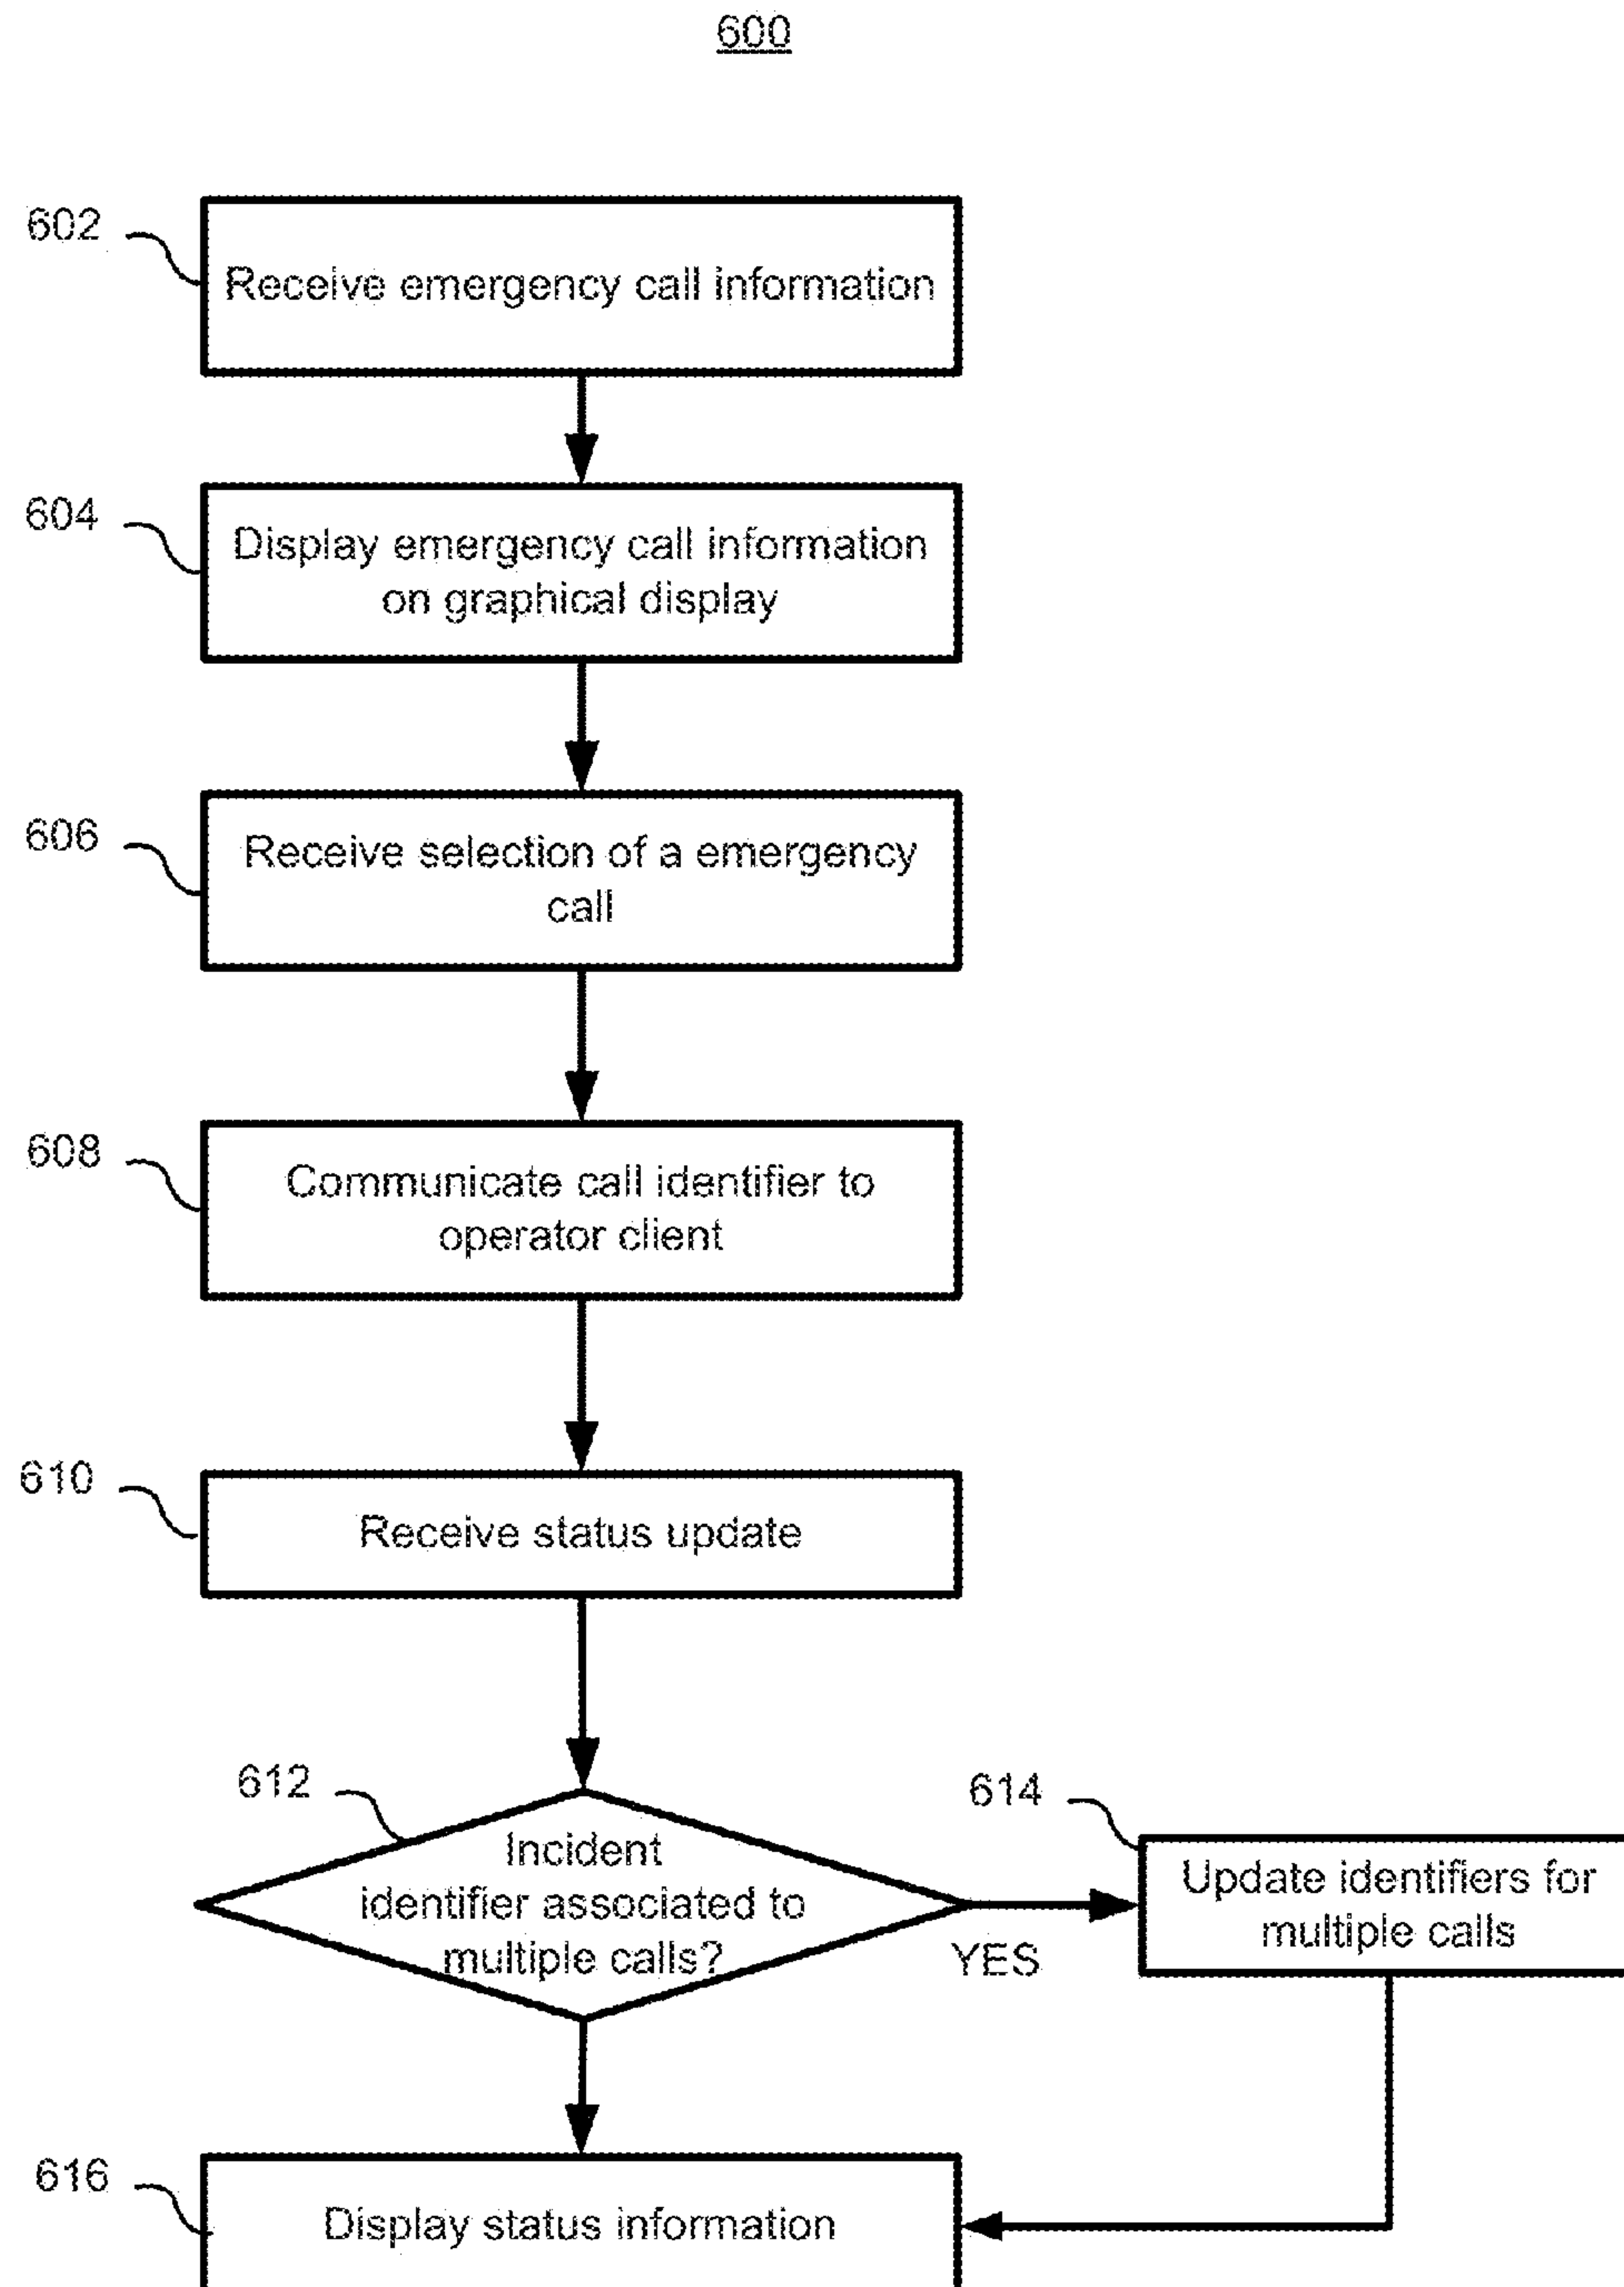 600
602
Receive emergency call information
604
Display emergency call information
on graphical display
606
Receive selection of a emergency
call
608
Communicate call identifier to
operator client
610
Receive status update
612
Incident
identifier associated to
multiple calls?
YES
614
Update identifiers for
multiple calls
616
Display status information